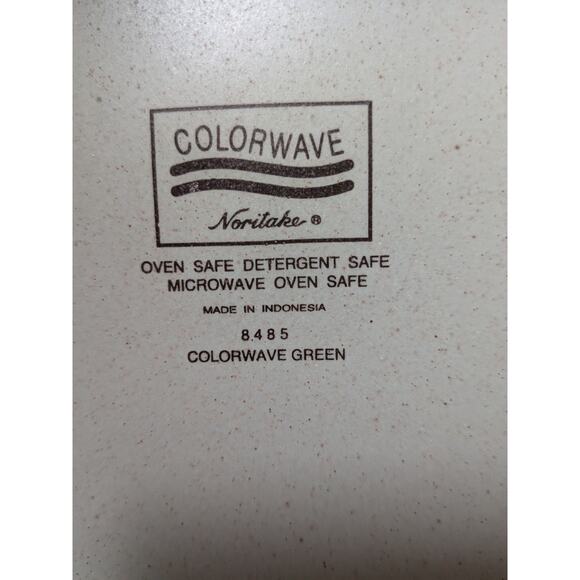 COLORWAVE
Noritake ®
OVEN SAFE DETERGENT SAFE
MICROWAVE OVEN SAFE
MADE IN INDONESIA
8485
COLORWAVE GREEN